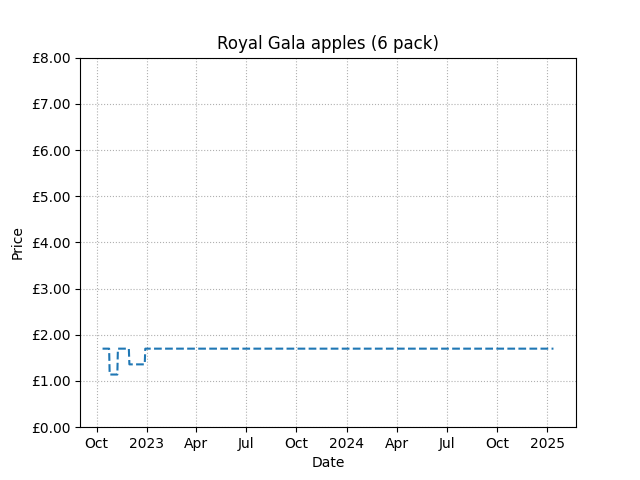 Royal Gala apples (6 pack)
£8.00
£7.00
£6.00
£5.00
£4.00
£3.00
£2.00
£1.00
£0.00
Price
Oct 2023 Apr Jul Oct 2024 Apr Jul Oct 2025
Date